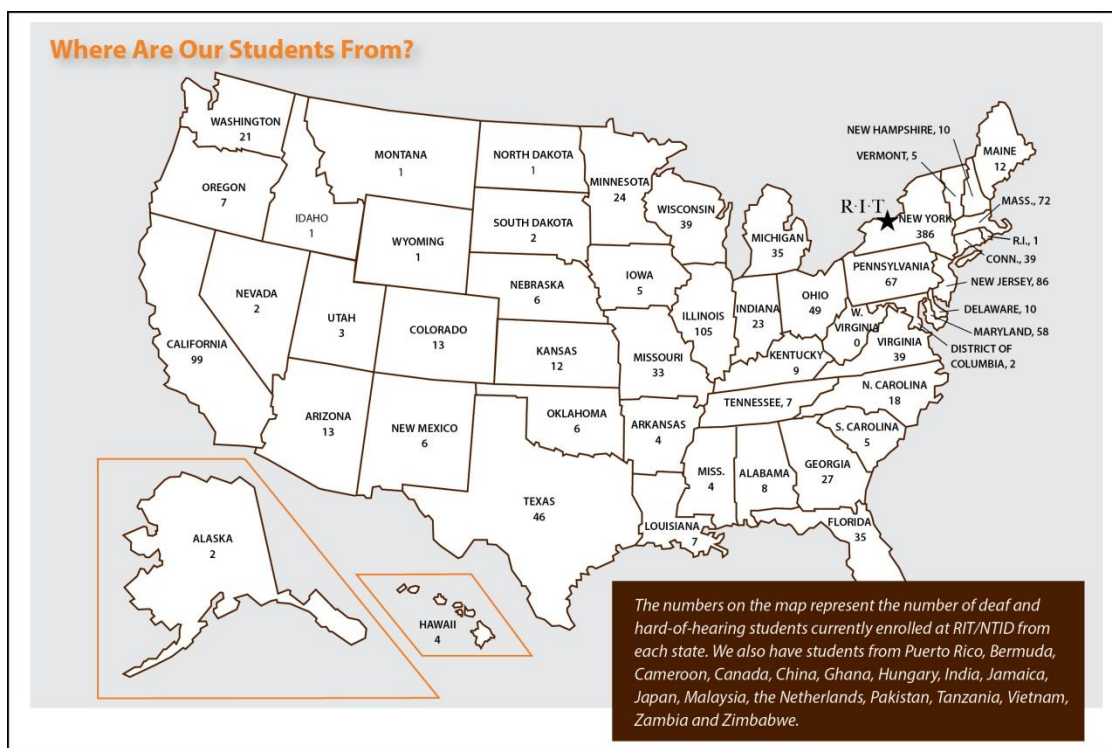 Where Are Our Students From?
WASHINGTON
21
OREGON
7
CALIFORNIA
99
NEVADA
2
IDAHO
1
MONTANA
1
WYOMING
1
UTAH
3
COLORADO
13
ARIZONA
13
NEW MEXICO
6
NORTH DAKOTA
1
SOUTH DAKOTA
2
NEBRASKA
6
KANSAS
12
OKLAHOMA
6
TEXAS
46
MINNESOTA
24
IOWA
5
MISSOURI
33
ARKANSAS
4
LOUISIANA
7
WISCONSIN
39
ILLINOIS
105
MICHIGAN
35
INDIANA
23
OHIO
49
KENTUCKY
9
TENNESSEE, 7
MISS.
4
ALABAMA
8
GEORGIA
27
FLORIDA
35
S. CAROLINA
5
N. CAROLINA
18
VIRGINIA
39
W.
VIRGINIA
0
PENNSYLVANIA
67
R·I·T
NEW YORK
386
VERMONT, 5
NEW HAMPSHIRE, 10
MAINE
12
MASS., 72
R.I., 1
CONN., 39
NEW JERSEY, 86
DELAWARE, 10
MARYLAND, 58
DISTRICT OF
COLUMBIA, 2
ALASKA
2
HAWAII
4
The numbers on the map represent the number of deaf and
hard-of-hearing students currently enrolled at RIT/NTID from
each state. We also have students from Puerto Rico, Bermuda,
Cameroon, Canada, China, Ghana, Hungary, India, Jamaica,
Japan, Malaysia, the Netherlands, Pakistan, Tanzania, Vietnam,
Zambia and Zimbabwe.